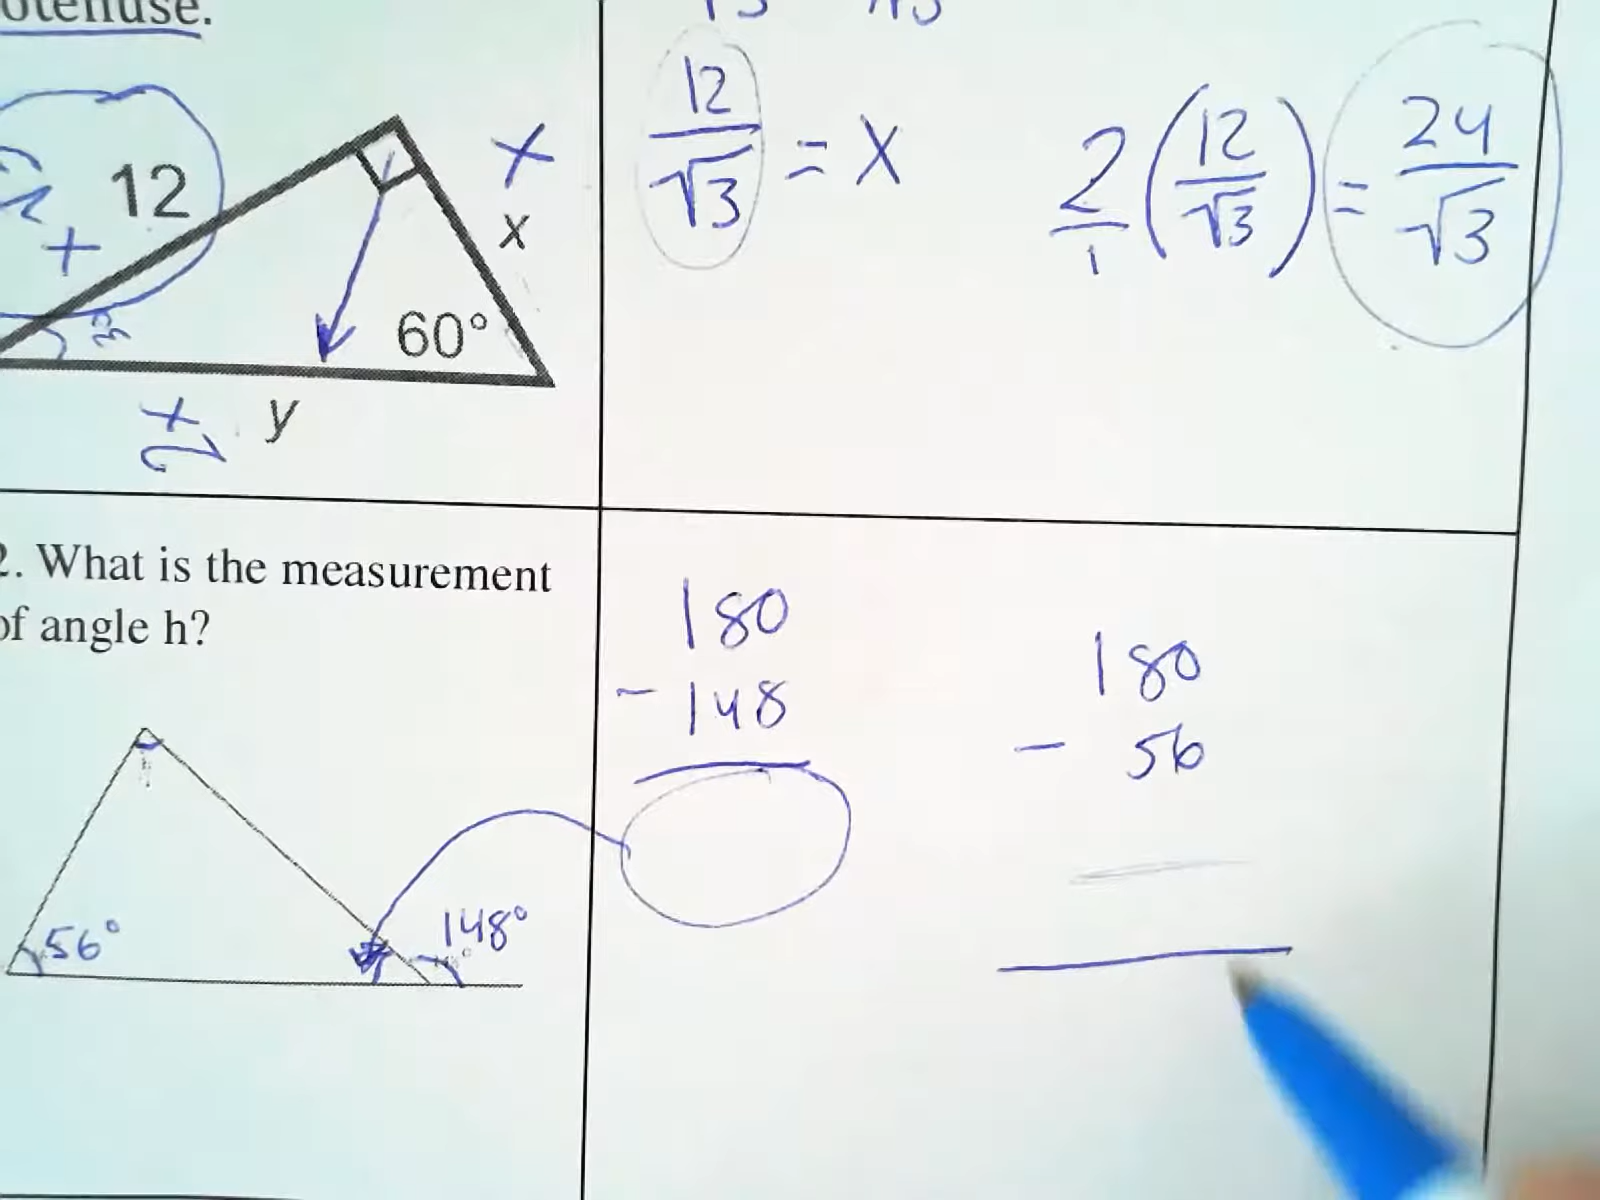 12
x
x
60°
y
12
√3
= X
2
1
(12
√3)
=
24
√3
. What is the measurement
of angle h?
56°
148°
180
- 148
180
- 56